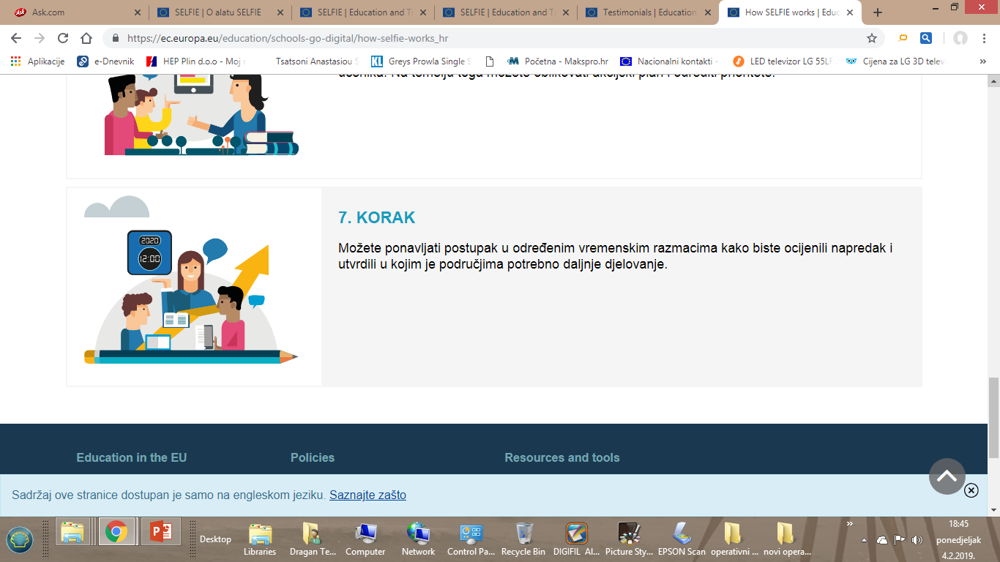 Ask.com
SELFIE | O alatu SELFIE
SELFIE | Education and Tr
SELFIE | Education and Tr
Testimonials | Education
How SELFIE works | Educ
https://ec.europa.eu/education/schools-go-digital/how-selfie-works_hr
Aplikacije
e-Dnevnik
HEP Plin d.o.o - Moj r
Tsatsoni Anastasiou S
Greys Prowla Single S
Početna - Makspro.hr
Nacionalni kontakti -
LED televizor LG 55LF
Cijena za LG 3D telev
»
7. KORAK
Možete ponavljati postupak u određenim vremenskim razmacima kako biste ocijenili napredak i
utvrdili u kojim je područjima potrebno daljnje djelovanje.
2020
12:00
Education in the EU
Policies
Resources and tools
Sadržaj ove stranice dostupan je samo na engleskom jeziku. Saznajte zašto
Desktop
Libraries
Dragan Te...
Computer
Network
Control Pa...
Recycle Bin
DIGIFIL Al...
Picture Sty...
EPSON Scan
operativni ...
novi opera...
»
18:45
ponedjeljak
4.2.2019.